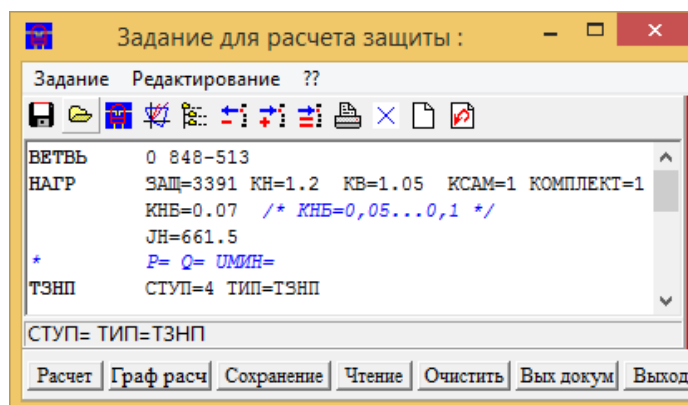 Задание для расчета защиты :
Задание Редактирование ??
ВЕТВЬ 0 848-513
НАГР ЗАЩ=3391 КН=1.2 КВ=1.05 КСАМ=1 КОМПЛЕКТ=1
КНБ=0.07 /* КНБ=0,05...0,1 */
JН=661.5
* P= Q= UМИН=
ТЗНП СТУП=4 ТИП=ТЗНП
СТУП= ТИП=ТЗНП
Расчет Граф расч Сохранение Чтение Очистить Вых докум Выход